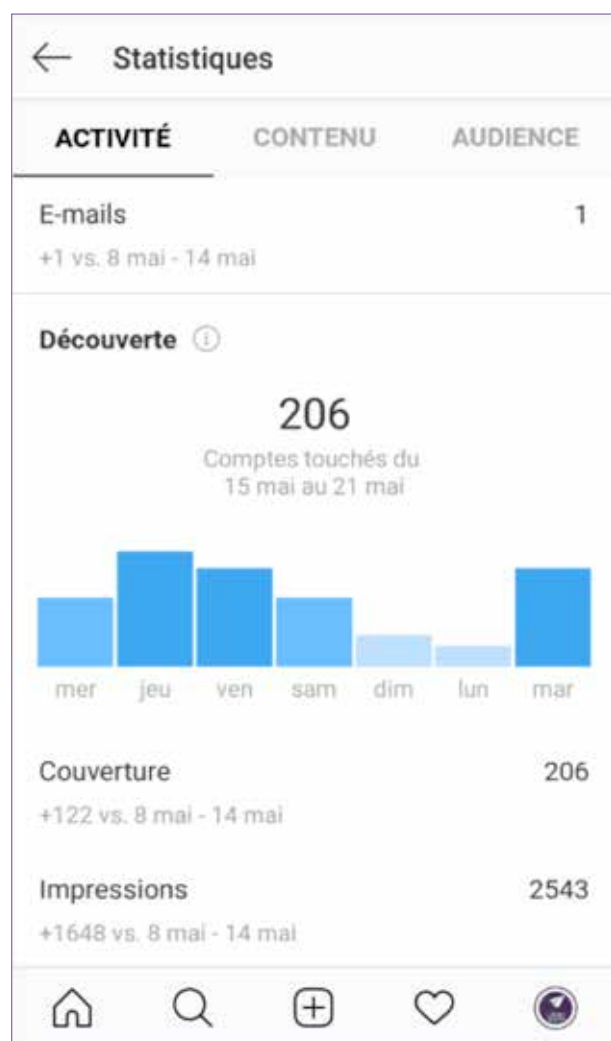 Statistiques
ACTIVITÉ CONTENU AUDIENCE
E-mails 1
+1 vs. 8 mai - 14 mai
Découverte
206
Comptes touchés du
15 mai au 21 mai
mer jeu ven sam dim lun mar
Couverture 206
+122 vs. 8 mai - 14 mai
Impressions 2543
+1648 vs. 8 mai - 14 mai